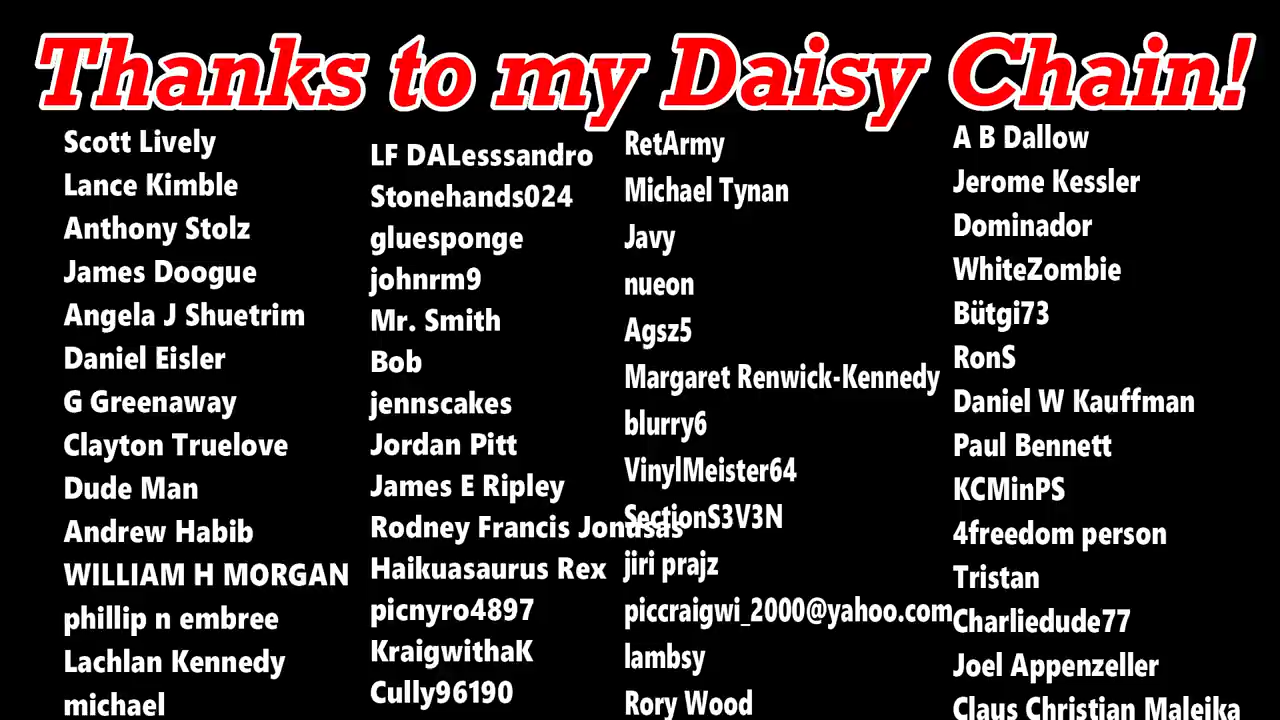 Thanks to my Daisy Chain!
Scott Lively
Lance Kimble
Anthony Stolz
James Doogue
Angela J Shuetrim
Daniel Eisler
G Greenaway
Clayton Truelove
Dude Man
Andrew Habib
WILLIAM H MORGAN
phillip n embree
Lachlan Kennedy
michael
LF DALesssandro
Stonehands024
gluesponge
johnrm9
Mr. Smith
Bob
jennscakes
Jordan Pitt
James E Ripley
Rodney Francis Jonusas
Haikuasaurus Rex
picnyro4897
KraigwithaK
Cully96190
RetArmy
Michael Tynan
Javy
nueon
Agsz5
Margaret Renwick-Kennedy
blurry6
VinylMeister64
SectionS3V3N
jiri prajz
piccraigwi_2000@yahoo.com
lambsy
Rory Wood
A B Dallow
Jerome Kessler
Dominador
WhiteZombie
Bütgi73
RonS
Daniel W Kauffman
Paul Bennett
KCMinPS
4freedom person
Tristan
Charliedude77
Joel Appenzeller
Claus Christian Maleika